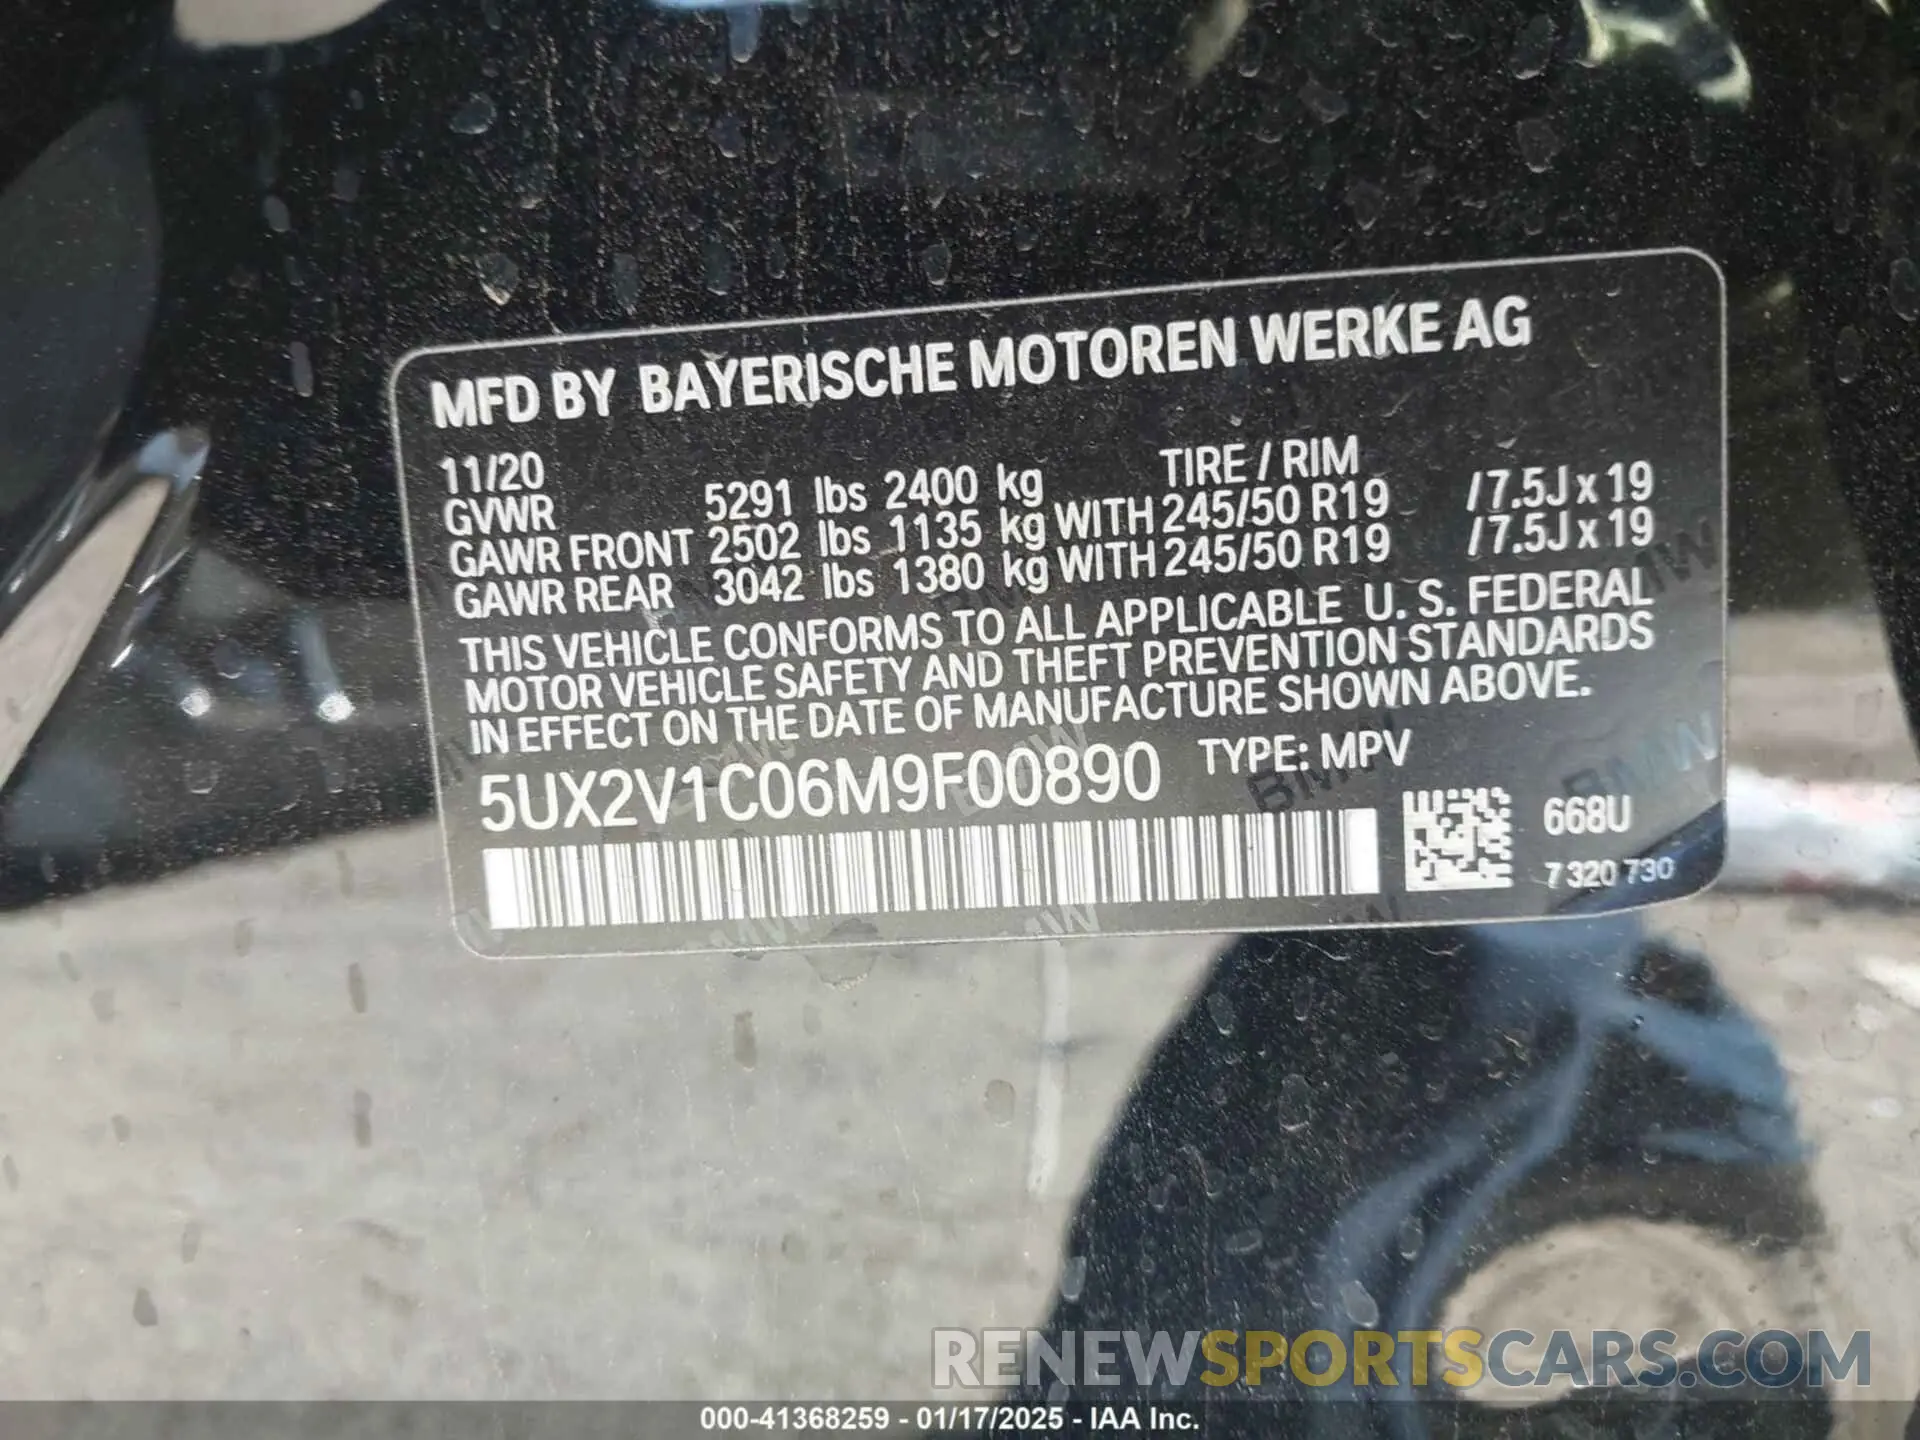 MFD BY BAYERISCHE MOTOREN WERKE AG
11/20 TIRE / RIM
GVWR 5291 lbs 2400 kg
GAWR FRONT 2502 lbs 1135 kg WITH 245/50 R19 / 7.5J x 19
GAWR REAR 3042 lbs 1380 kg WITH 245/50 R19 / 7.5J x 19
THIS VEHICLE CONFORMS TO ALL APPLICABLE U. S. FEDERAL
MOTOR VEHICLE SAFETY AND THEFT PREVENTION STANDARDS
IN EFFECT ON THE DATE OF MANUFACTURE SHOWN ABOVE.
5UX2V1C06M9F00890 TYPE: MPV
668U
7 320 730
RENEWSPORTSCARS.COM
000-41368259 - 01/17/2025 - IAA Inc.